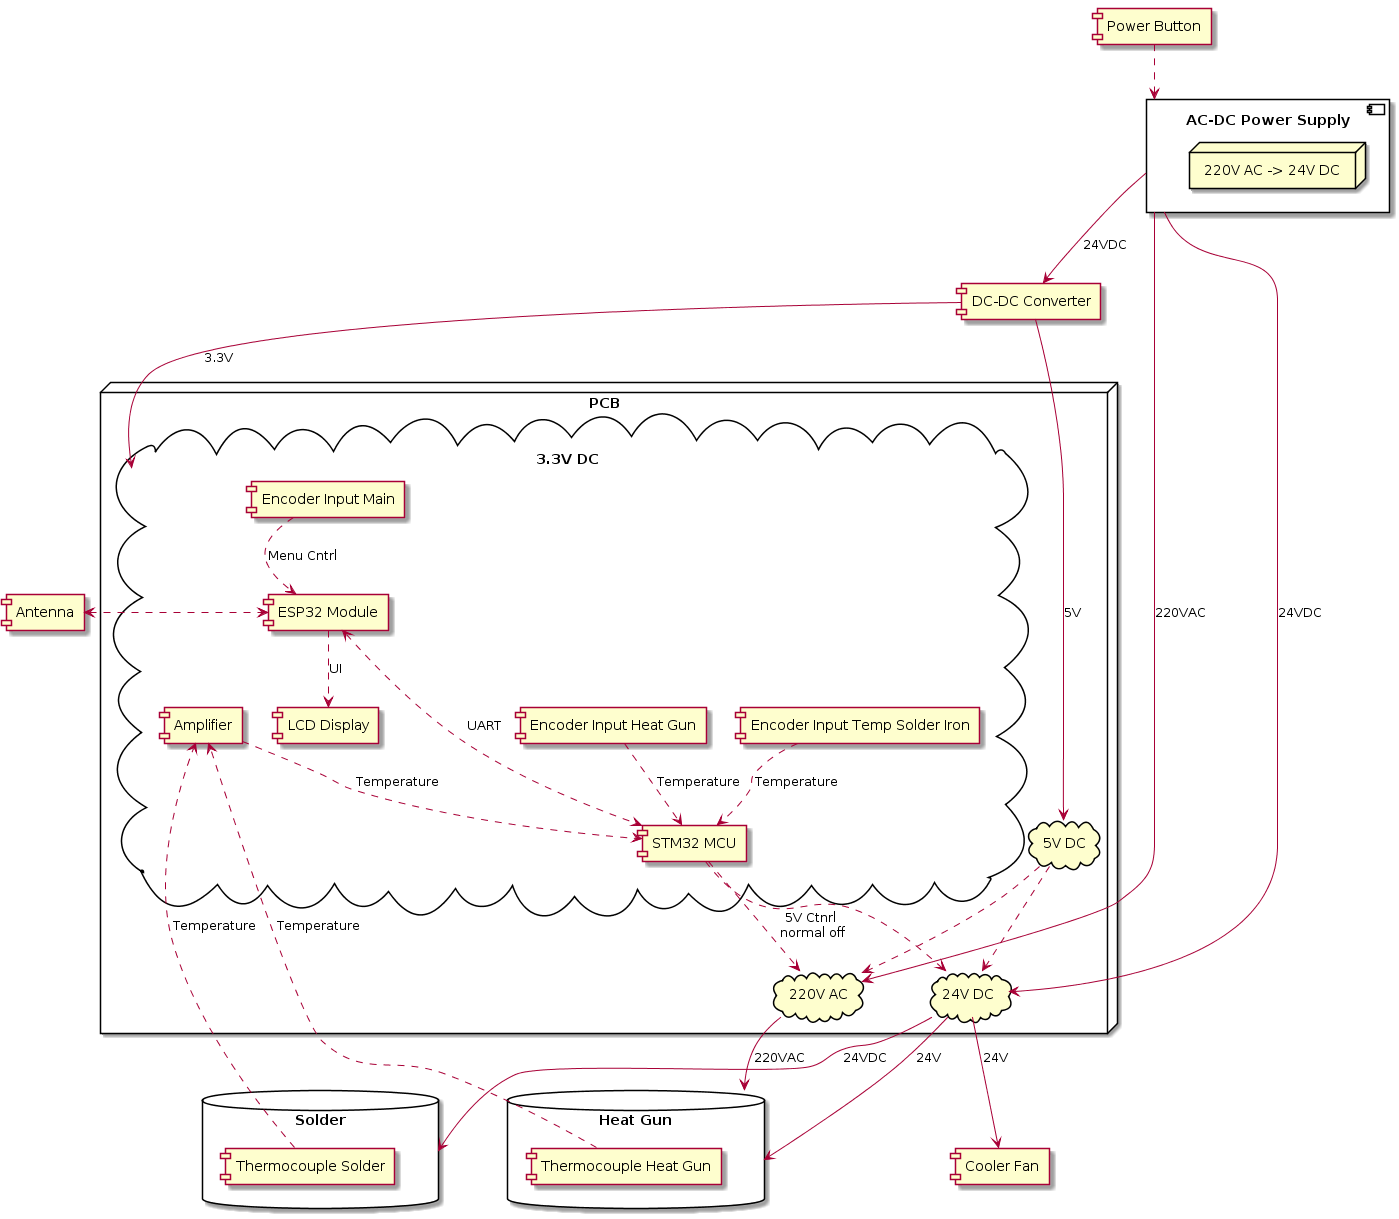 Power Button
AC-DC Power Supply
220V AC -> 24V DC
24VDC
DC-DC Converter
3.3V
PCB
3.3V DC
Encoder Input Main
Menu Cntrl
Antenna
ESP32 Module
5V
220VAC
24VDC
UI
Amplifier
LCD Display
UART
Encoder Input Heat Gun
Encoder Input Temp Solder Iron
Temperature
Temperature
Temperature
STM32 MCU
5V DC
Temperature
Temperature
5V Ctnrl
normal off
220V AC
24V DC
220VAC
24VDC
24V
24V
Solder
Heat Gun
Thermocouple Solder
Thermocouple Heat Gun
Cooler Fan